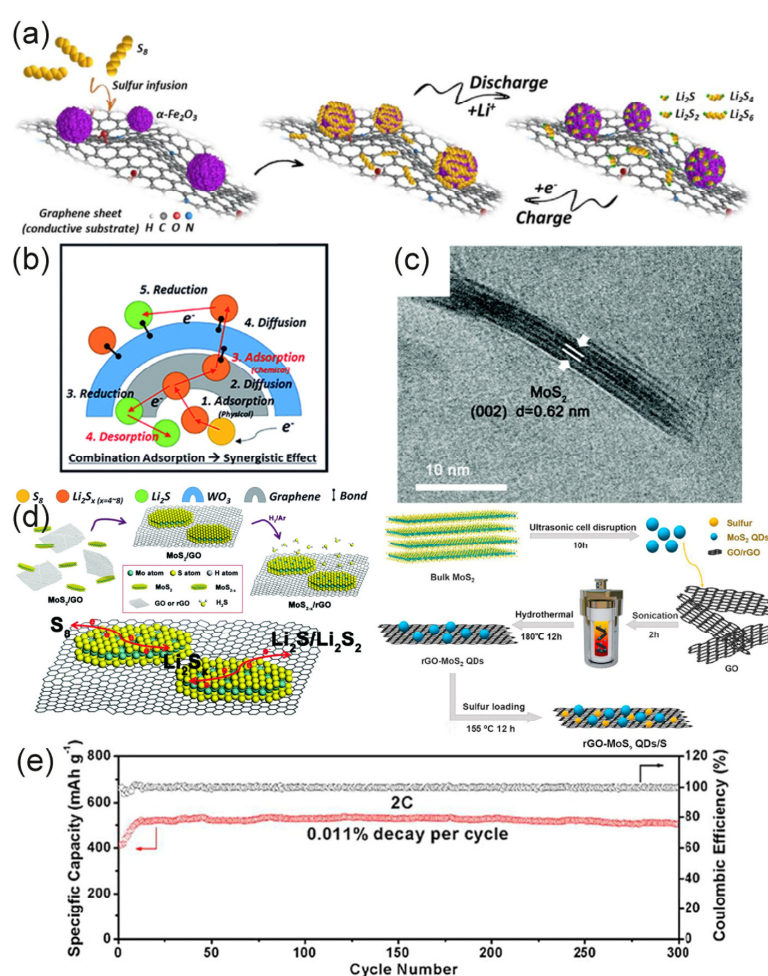 (a)
S8
Sulfur infusion
α-Fe2O3
Discharge
+Li+
Li2S
Li2S4
Li2S2
Li2S6
+e-
Charge
Graphene sheet
(conductive substrate)
H C O N
(b)
5. Reduction
e-
4. Diffusion
3. Adsorption
(Chemical)
3. Reduction
2. Diffusion
e-
1. Adsorption
(Physical)
4. Desorption
e-
Combination Adsorption → Synergistic Effect
S8
Li2Sx (x=4~8)
Li2S
WO3
Graphene
Bond
(c)
MoS2
(002) d=0.62 nm
10 nm
(d)
MoS2/GO
H2/Ar
MoS2/GO
Mo atom
S atom
H atom
MoS2
MoS2-x
GO or rGO
H2S
MoS2-x/rGO
S8
Li2Sx
Li2S/Li2S2
Bulk MoS2
Ultrasonic cell disruption
10h
Sulfur
MoS2 QDs
GO/rGO
Sonication
2h
GO
Hydrothermal
180℃ 12h
rGO-MoS2 QDs
Sulfur loading
155 ºC 12 h
rGO-MoS2 QDs/S
(e)
Specigfic Capacity (mAh g-1)
800
600
400
200
0
2C
0.011% decay per cycle
120
100
80
60
40
20
0
Coulombic Efficiency (%)
0 50 100 150 200 250 300
Cycle Number